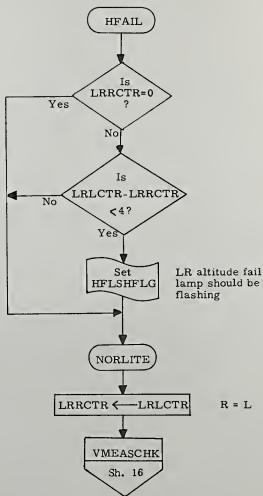 HFAIL
Is
LRRCTR=0
?
Yes
No
Is
LRLCTR-LRRCTR
<4?
No
Yes
Set
HFLSHFLG
LR altitude fail
lamp should be
flashing
NORLITE
LRRCTR ← LRLCTR
R = L
VMEASCHK
Sh. 16